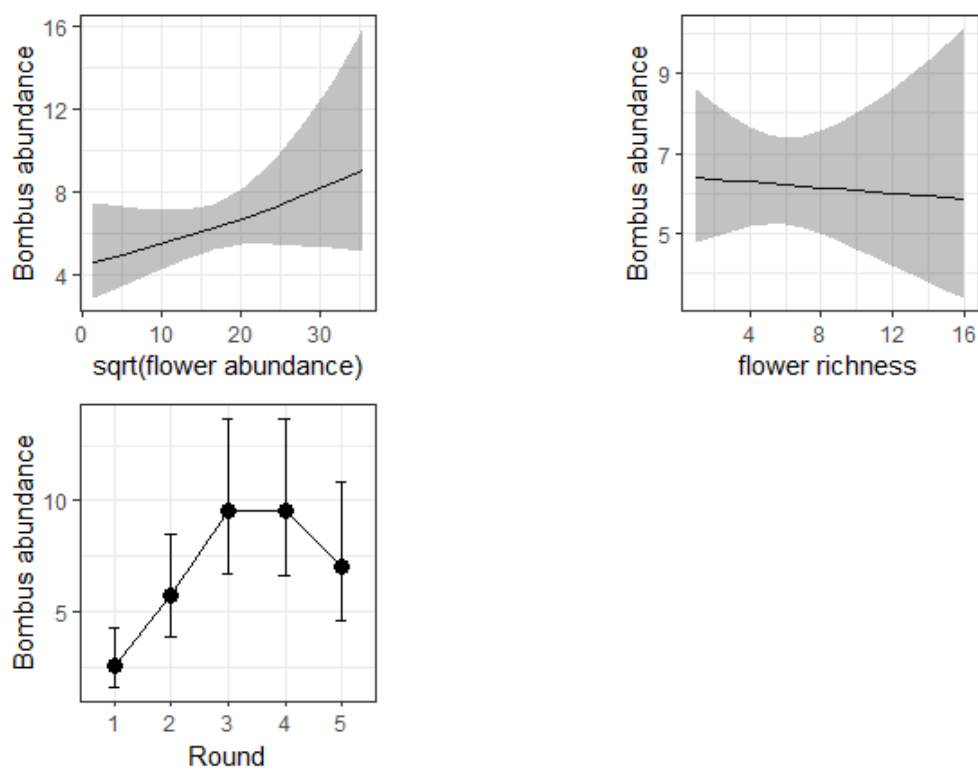 Bombus abundance
16
12
8
4
0 10 20 30
sqrt(flower abundance)
Bombus abundance
9
7
5
4 8 12 16
flower richness
Bombus abundance
10
5
1 2 3 4 5
Round